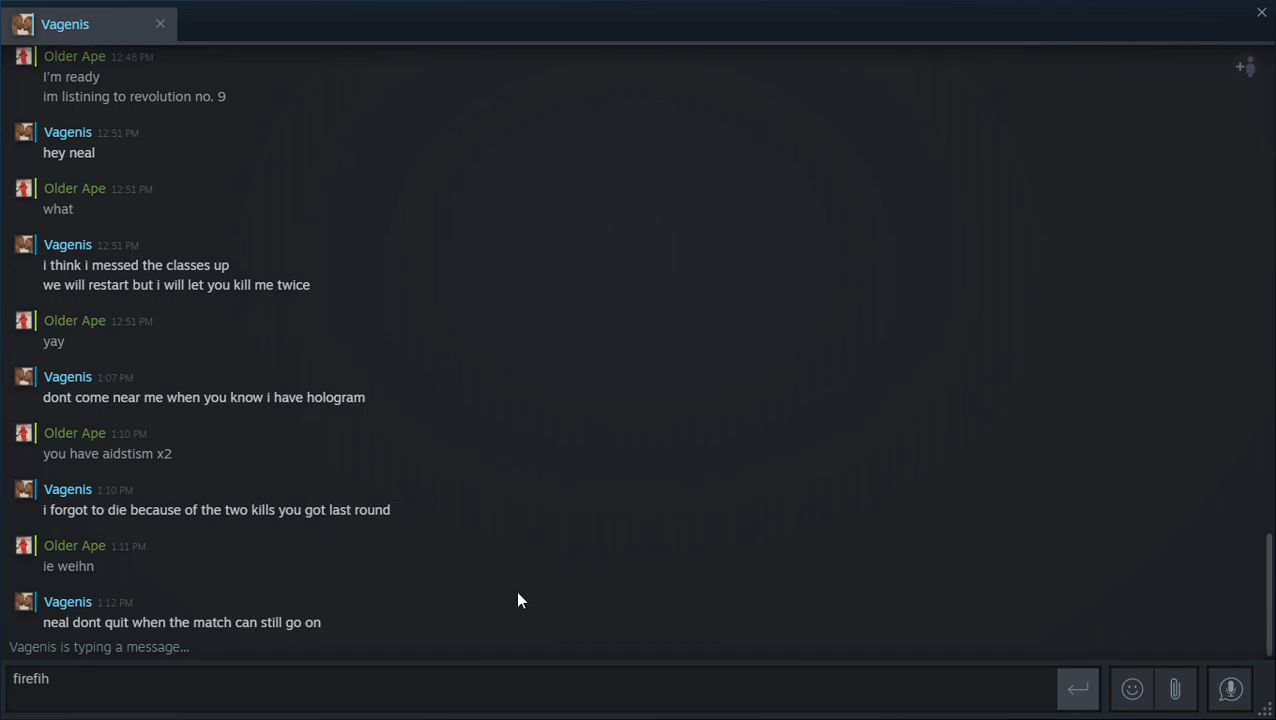 Vagenis
Older Ape 12:48 PM
I'm ready
im listining to revolution no. 9
Vagenis 12:51 PM
hey neal
Older Ape 12:51 PM
what
Vagenis 12:51 PM
i think i messed the classes up
we will restart but i will let you kill me twice
Older Ape 12:51 PM
yay
Vagenis 1:07 PM
dont come near me when you know i have hologram
Older Ape 1:10 PM
you have aidstism x2
Vagenis 1:10 PM
i forgot to die because of the two kills you got last round
Older Ape 1:11 PM
ie weihn
Vagenis 1:12 PM
neal dont quit when the match can still go on
Vagenis is typing a message...
firefih